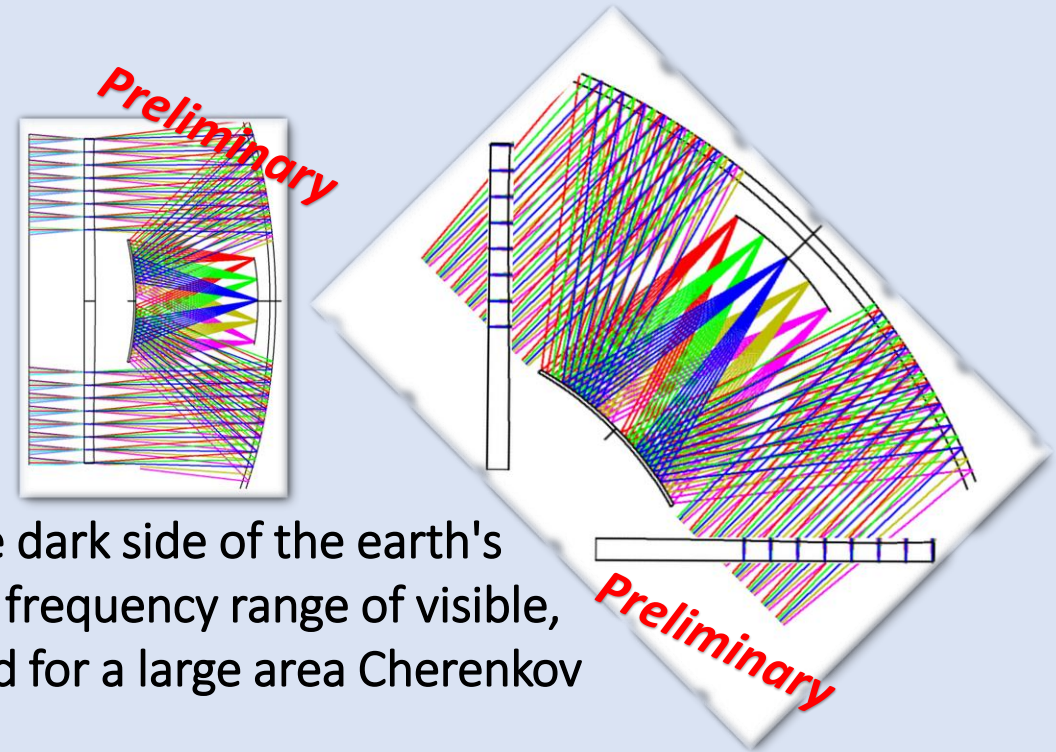 Preliminary
e dark side of the earth's
frequency range of visible,
d for a large area Cherenkov
Preliminary